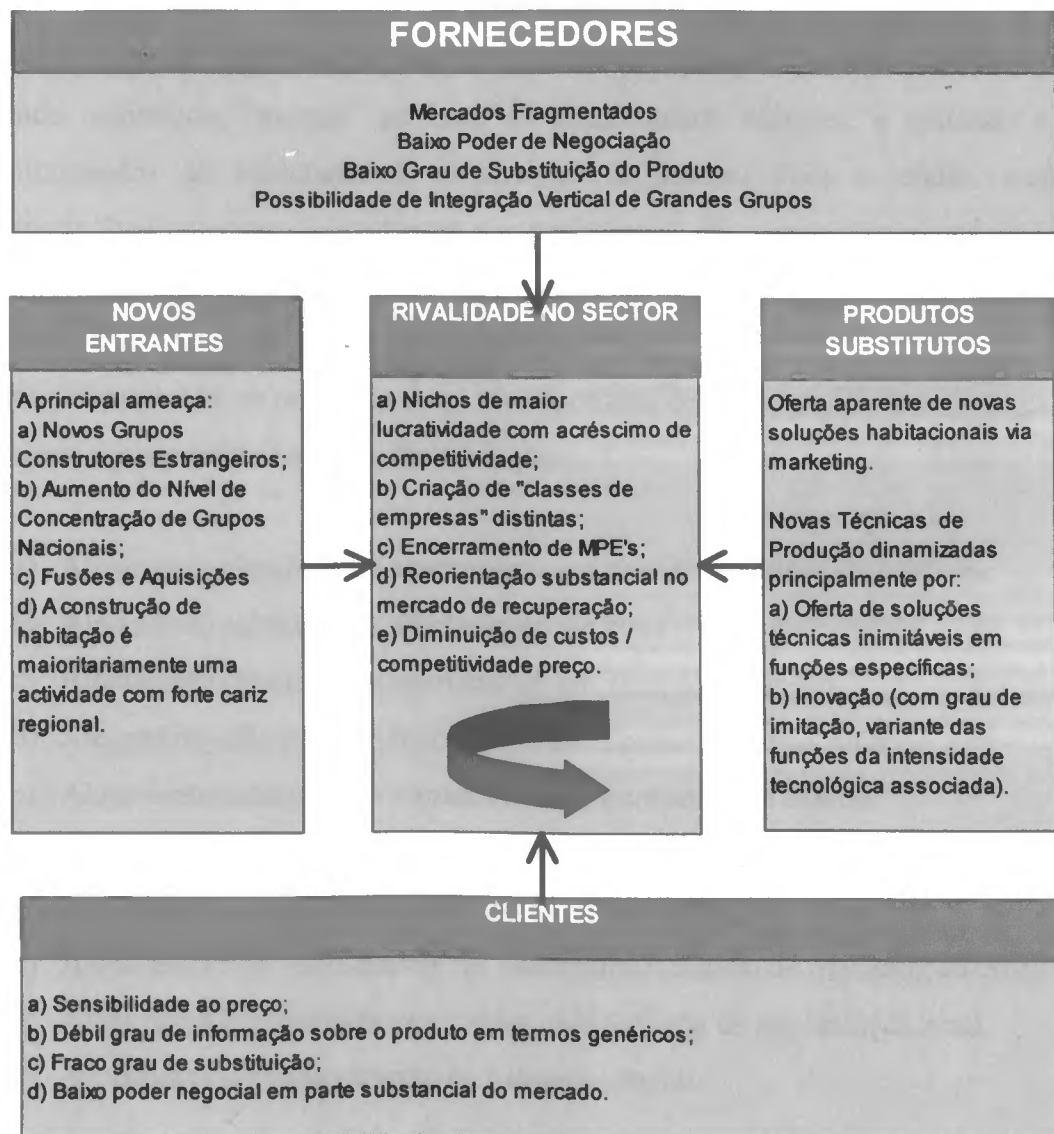 FORNECEDORES
Mercados Fragmentados
Baixo Poder de Negociação
Baixo Grau de Substituição do Produto
Possibilidade de Integração Vertical de Grandes Grupos
NOVOS
ENTRANTES
A principal ameaça:
a) Novos Grupos
Construtores Estrangeiros;
b) Aumento do Nível de
Concentração de Grupos
Nacionais;
c) Fusões e Aquisições
d) A construção de
habitação é
maioritariamente uma
actividade com forte cariz
regional.
RIVALIDADE NO SECTOR
a) Nichos de maior
lucratividade com acréscimo de
competitividade;
b) Criação de "classes de
empresas" distintas;
c) Encerramento de MPE's;
d) Reorientação substancial no
mercado de recuperação;
e) Diminuição de custos /
competitividade preço.
PRODUTOS
SUBSTITUTOS
Oferta aparente de novas
soluções habitacionais via
marketing.
Novas Técnicas de
Produção dinamizadas
principalmente por:
a) Oferta de soluções
técnicas inimitáveis em
funções específicas;
b) Inovação (com grau de
imitação, variante das
funções da intensidade
tecnológica associada).
CLIENTES
a) Sensibilidade ao preço;
b) Débil grau de informação sobre o produto em termos genéricos;
c) Fraco grau de substituição;
d) Baixo poder negocial em parte substancial do mercado.